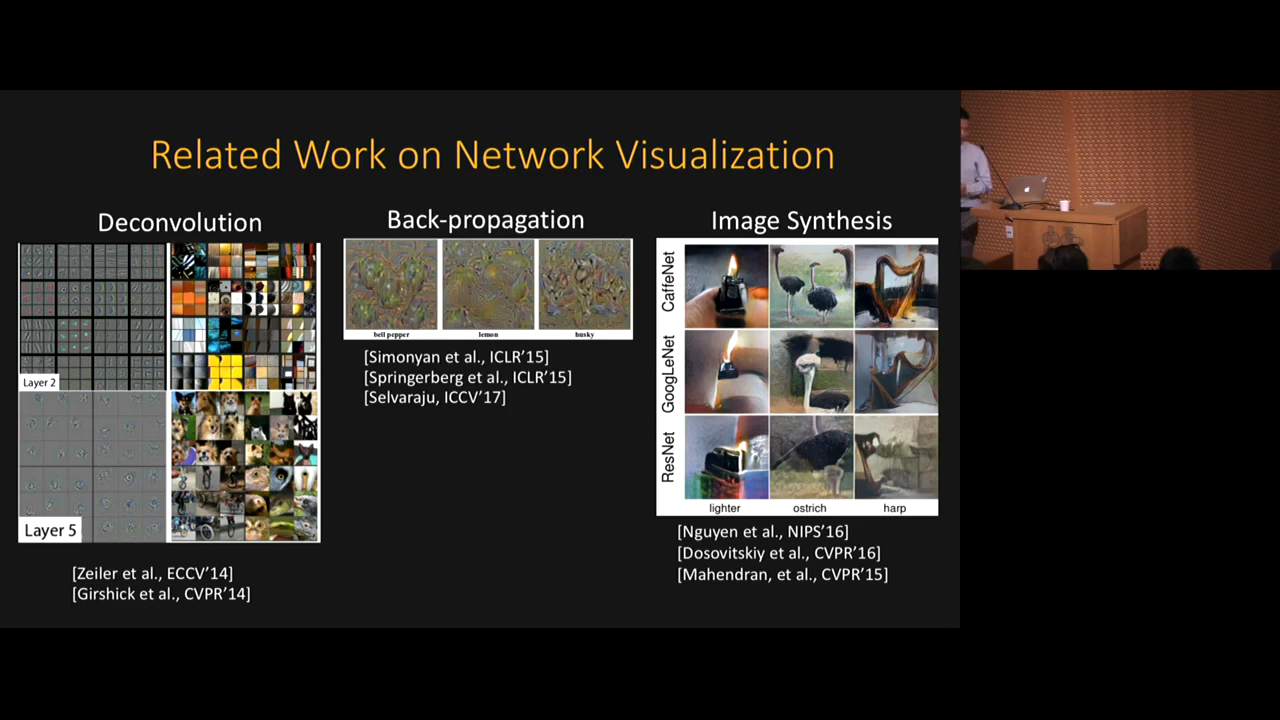 Related Work on Network Visualization
Deconvolution
Layer 2
Layer 5
[Zeiler et al., ECCV'14]
[Girshick et al., CVPR'14]
Back-propagation
bell pepper lemon husky
[Simonyan et al., ICLR'15]
[Springerberg et al., ICLR'15]
[Selvaraju, ICCV'17]
Image Synthesis
CaffeNet
GoogLeNet
ResNet
lighter ostrich harp
[Nguyen et al., NIPS'16]
[Dosovitskiy et al., CVPR'16]
[Mahendran, et al., CVPR'15]